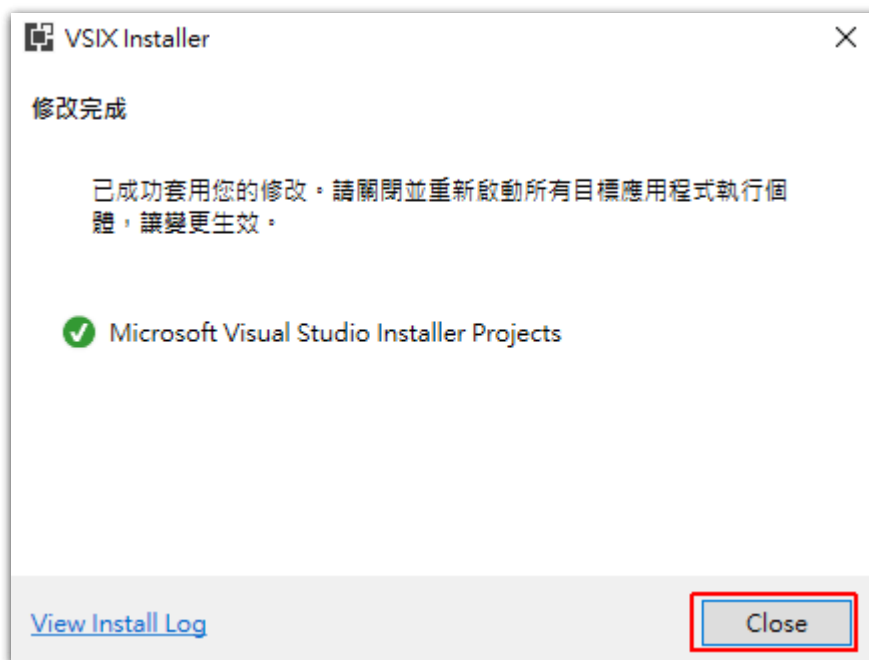 VSIX Installer
修改完成
已成功套用您的修改。請關閉並重新啟動所有目標應用程式執行個
體，讓變更生效。
Microsoft Visual Studio Installer Projects
View Install Log
Close